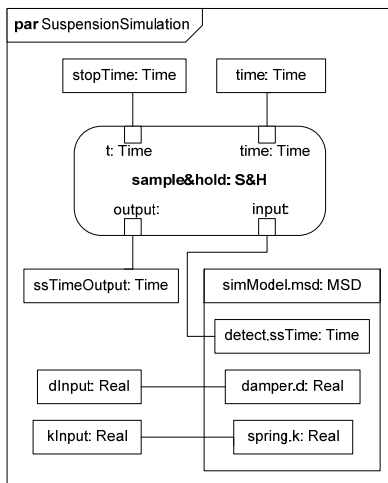 par SuspensionSimulation
stopTime: Time
time: Time
t: Time
time: Time
sample&hold: S&H
output:
input:
ssTimeOutput: Time
simModel.msd: MSD
detect.ssTime: Time
dInput: Real
damper.d: Real
kInput: Real
spring.k: Real